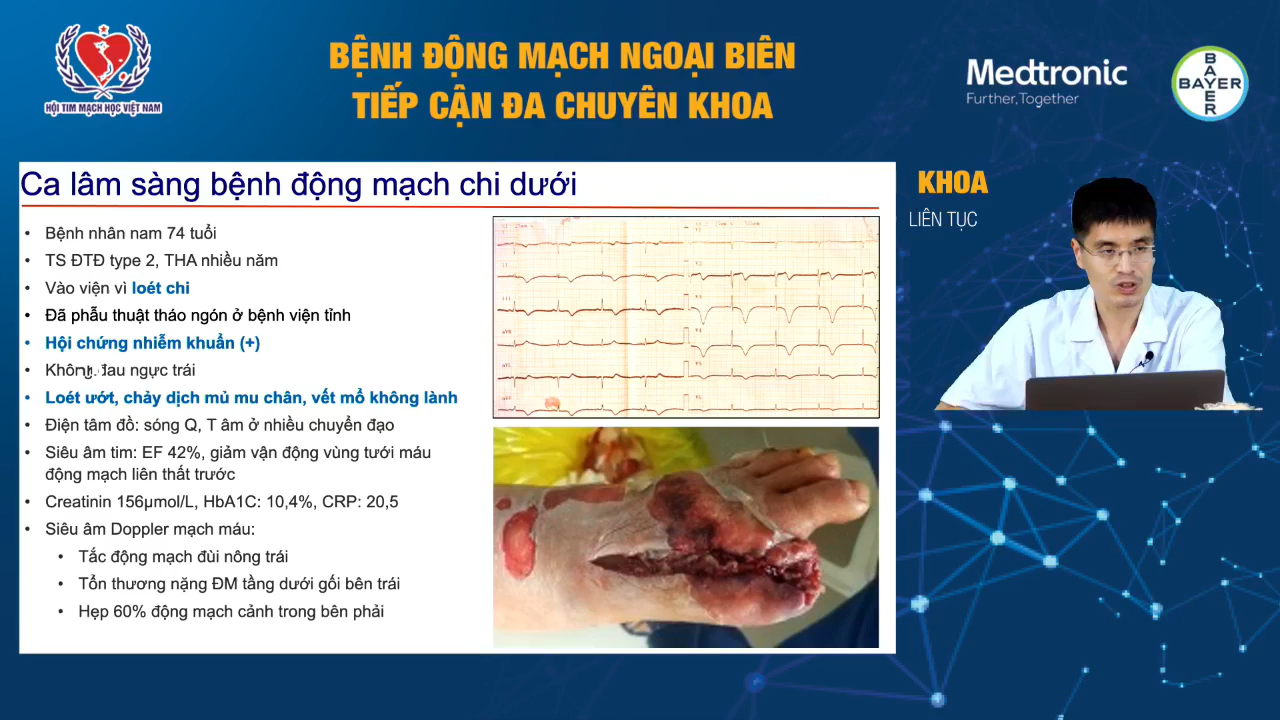 HỘI TIM MẠCH HỌC VIỆT NAM
BỆNH ĐỘNG MẠCH NGOẠI BIÊN
TIẾP CẬN ĐA CHUYÊN KHOA
Medtronic
Further, Together
BAYER
BAYER
KHOA
LIÊN TỤC
Ca lâm sàng bệnh động mạch chi dưới
• Bệnh nhân nam 74 tuổi
• TS ĐTĐ type 2, THA nhiều năm
• Vào viện vì loét chi
• Đã phẫu thuật tháo ngón ở bệnh viện tỉnh
• Hội chứng nhiễm khuẩn (+)
• Không đau ngực trái
• Loét ướt, chảy dịch mủ mu chân, vết mổ không lành
• Điện tâm đồ: sóng Q, T âm ở nhiều chuyển đạo
• Siêu âm tim: EF 42%, giảm vận động vùng tưới máu
động mạch liên thất trước
• Creatinin 156µmol/L, HbA1C: 10,4%, CRP: 20,5
• Siêu âm Doppler mạch máu:
• Tắc động mạch đùi nông trái
• Tổn thương nặng ĐM tầng dưới gối bên trái
• Hẹp 60% động mạch cảnh trong bên phải